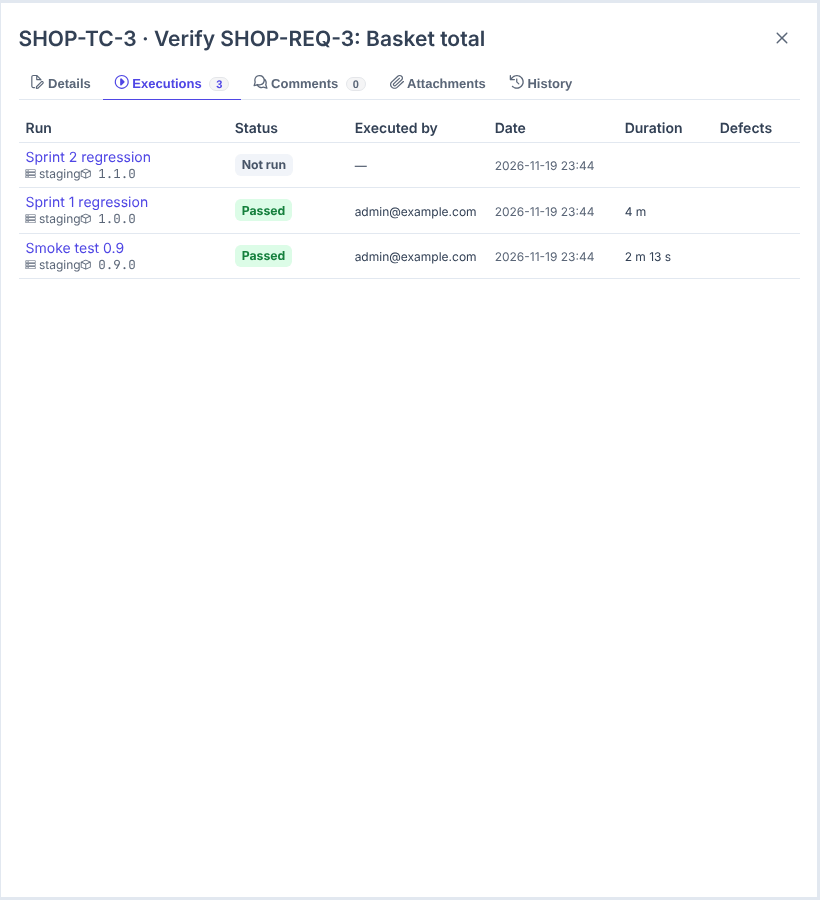 SHOP-TC-3 · Verify SHOP-REQ-3: Basket total
Details Executions 3 Comments 0 Attachments History
Run Status Executed by Date Duration Defects
Sprint 2 regression
staging 1.1.0
Not run — 2026-11-19 23:44
Sprint 1 regression
staging 1.0.0
Passed admin@example.com 2026-11-19 23:44 4 m
Smoke test 0.9
staging 0.9.0
Passed admin@example.com 2026-11-19 23:44 2 m 13 s